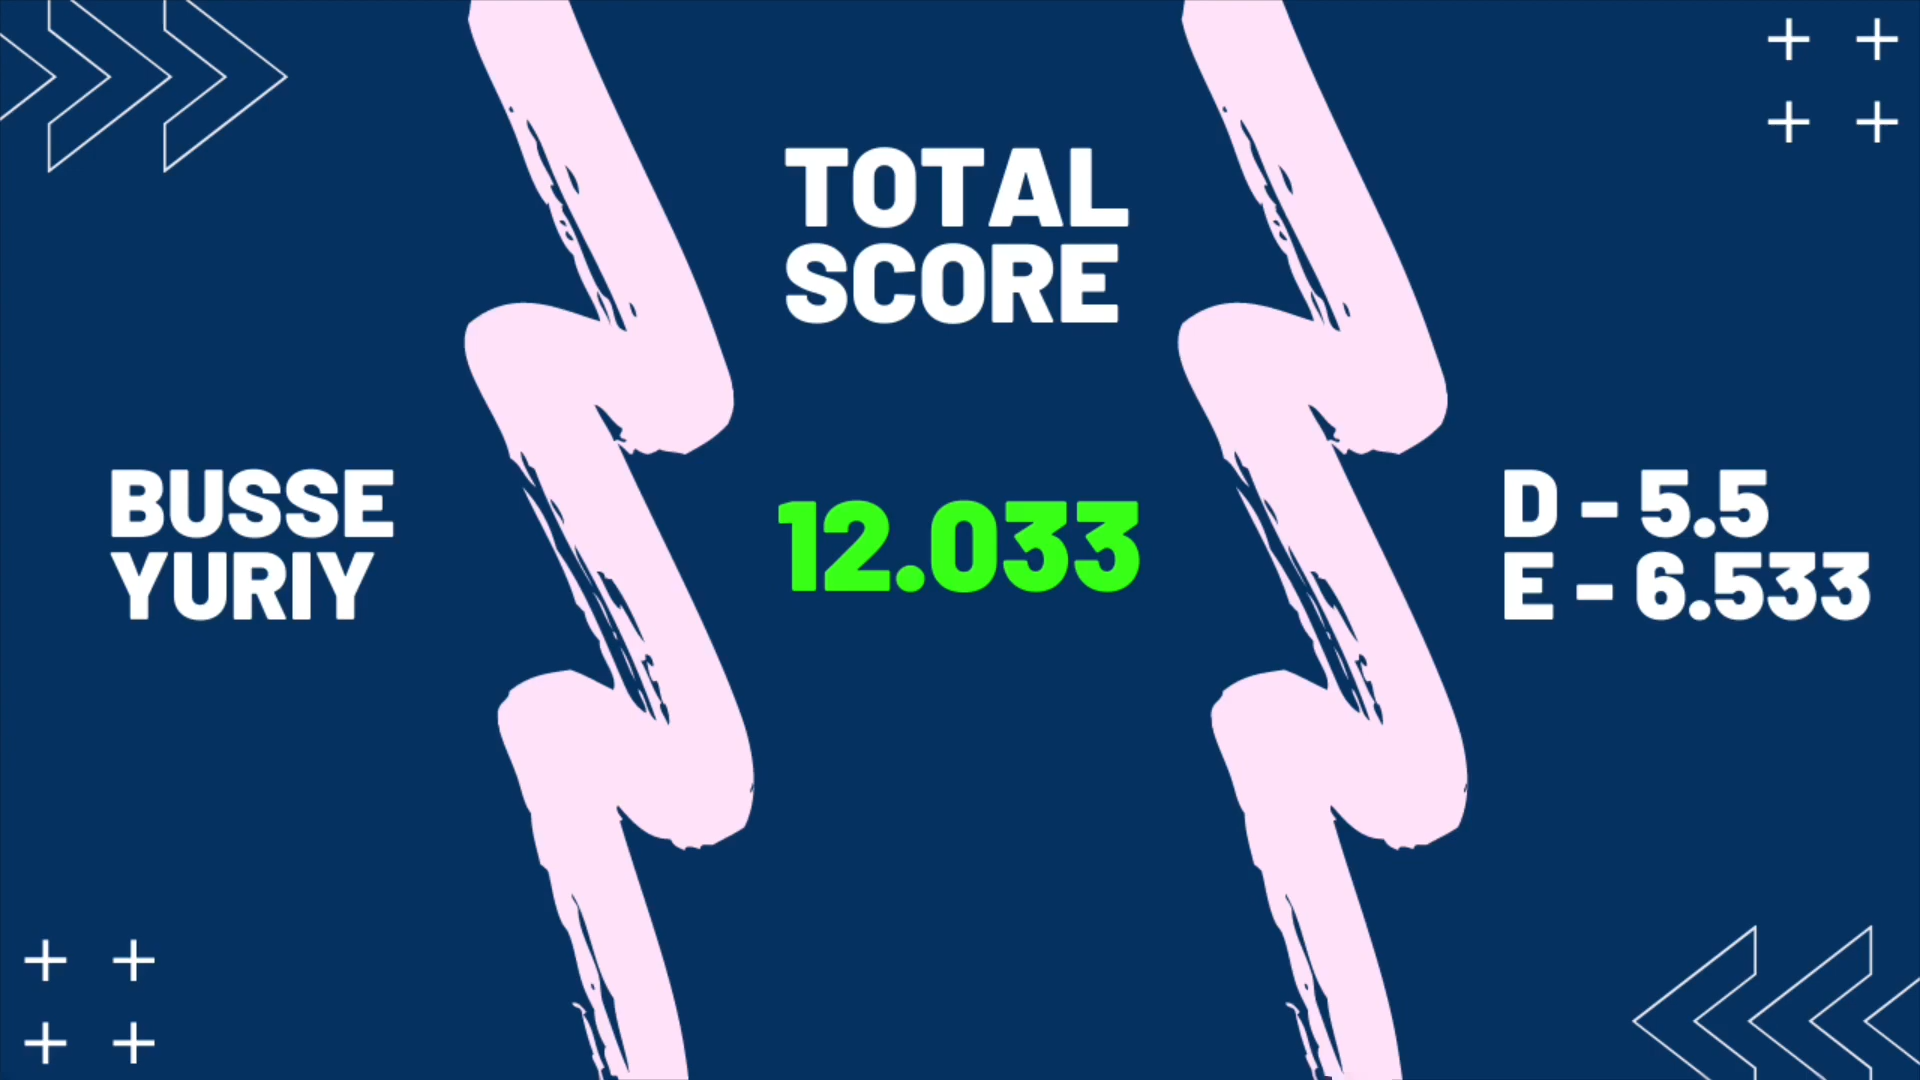 TOTAL
SCORE
BUSSE
YURIY
12.033
D - 5.5
E - 6.533